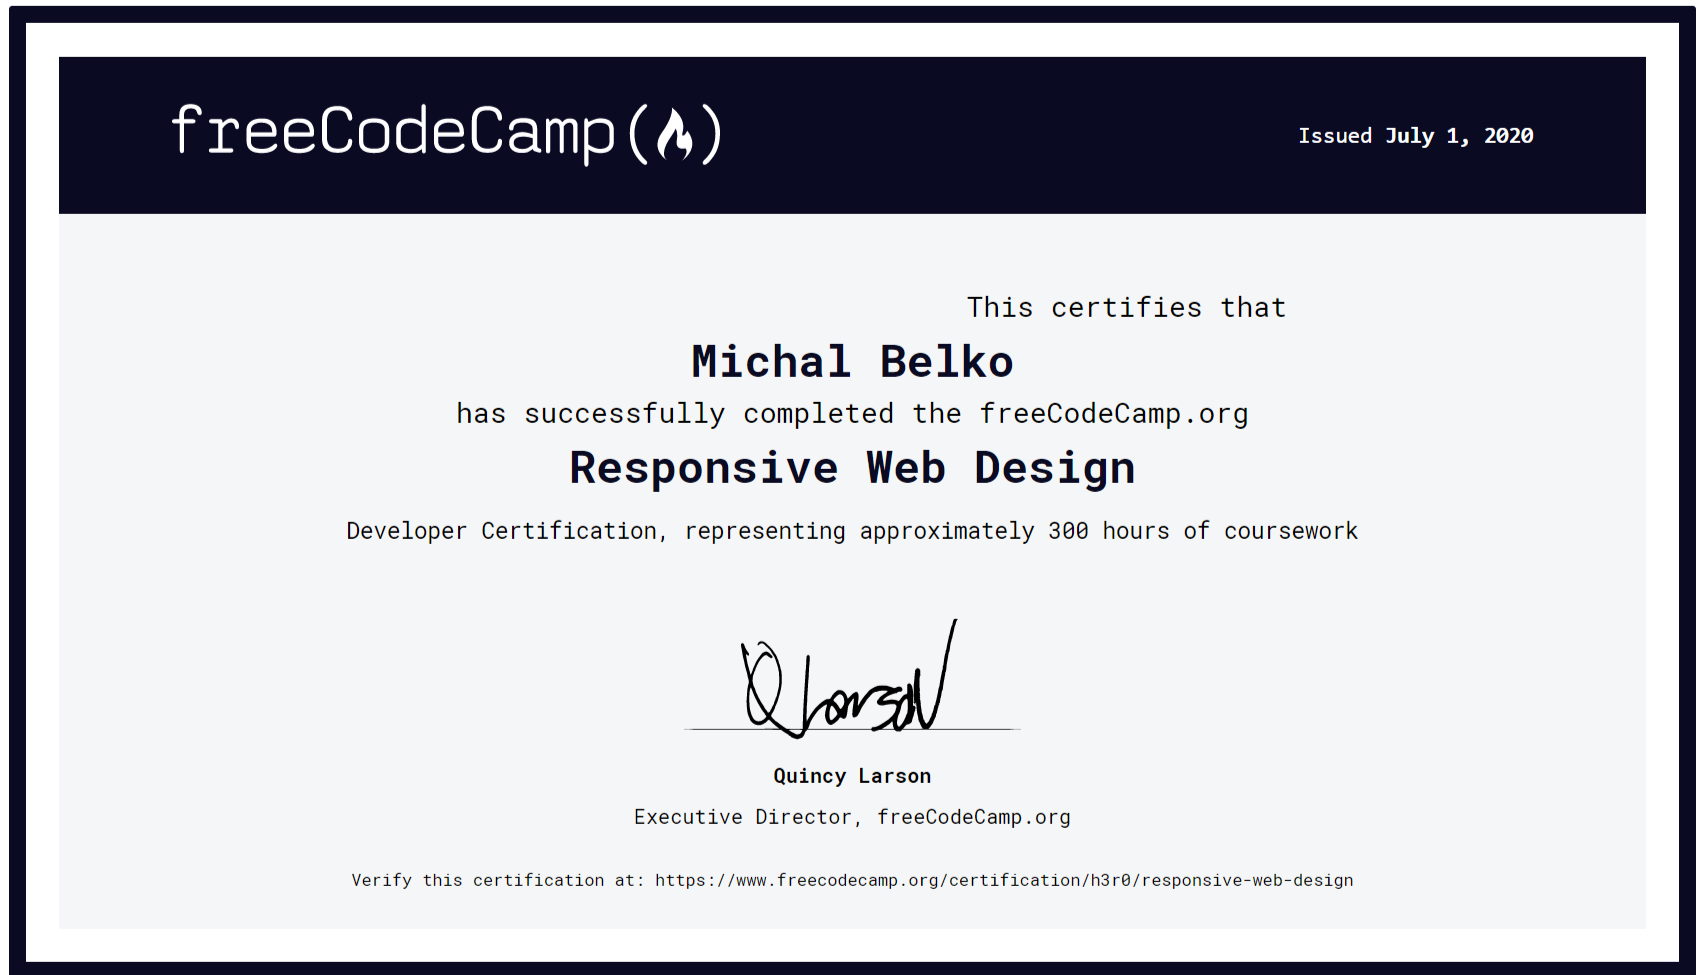 freeCodeCamp(🔥)
Issued July 1, 2020
This certifies that
Michal Belko
has successfully completed the freeCodeCamp.org
Responsive Web Design
Developer Certification, representing approximately 300 hours of coursework
Q Larson
Quincy Larson
Executive Director, freeCodeCamp.org
Verify this certification at: https://www.freecodecamp.org/certification/h3r0/responsive-web-design